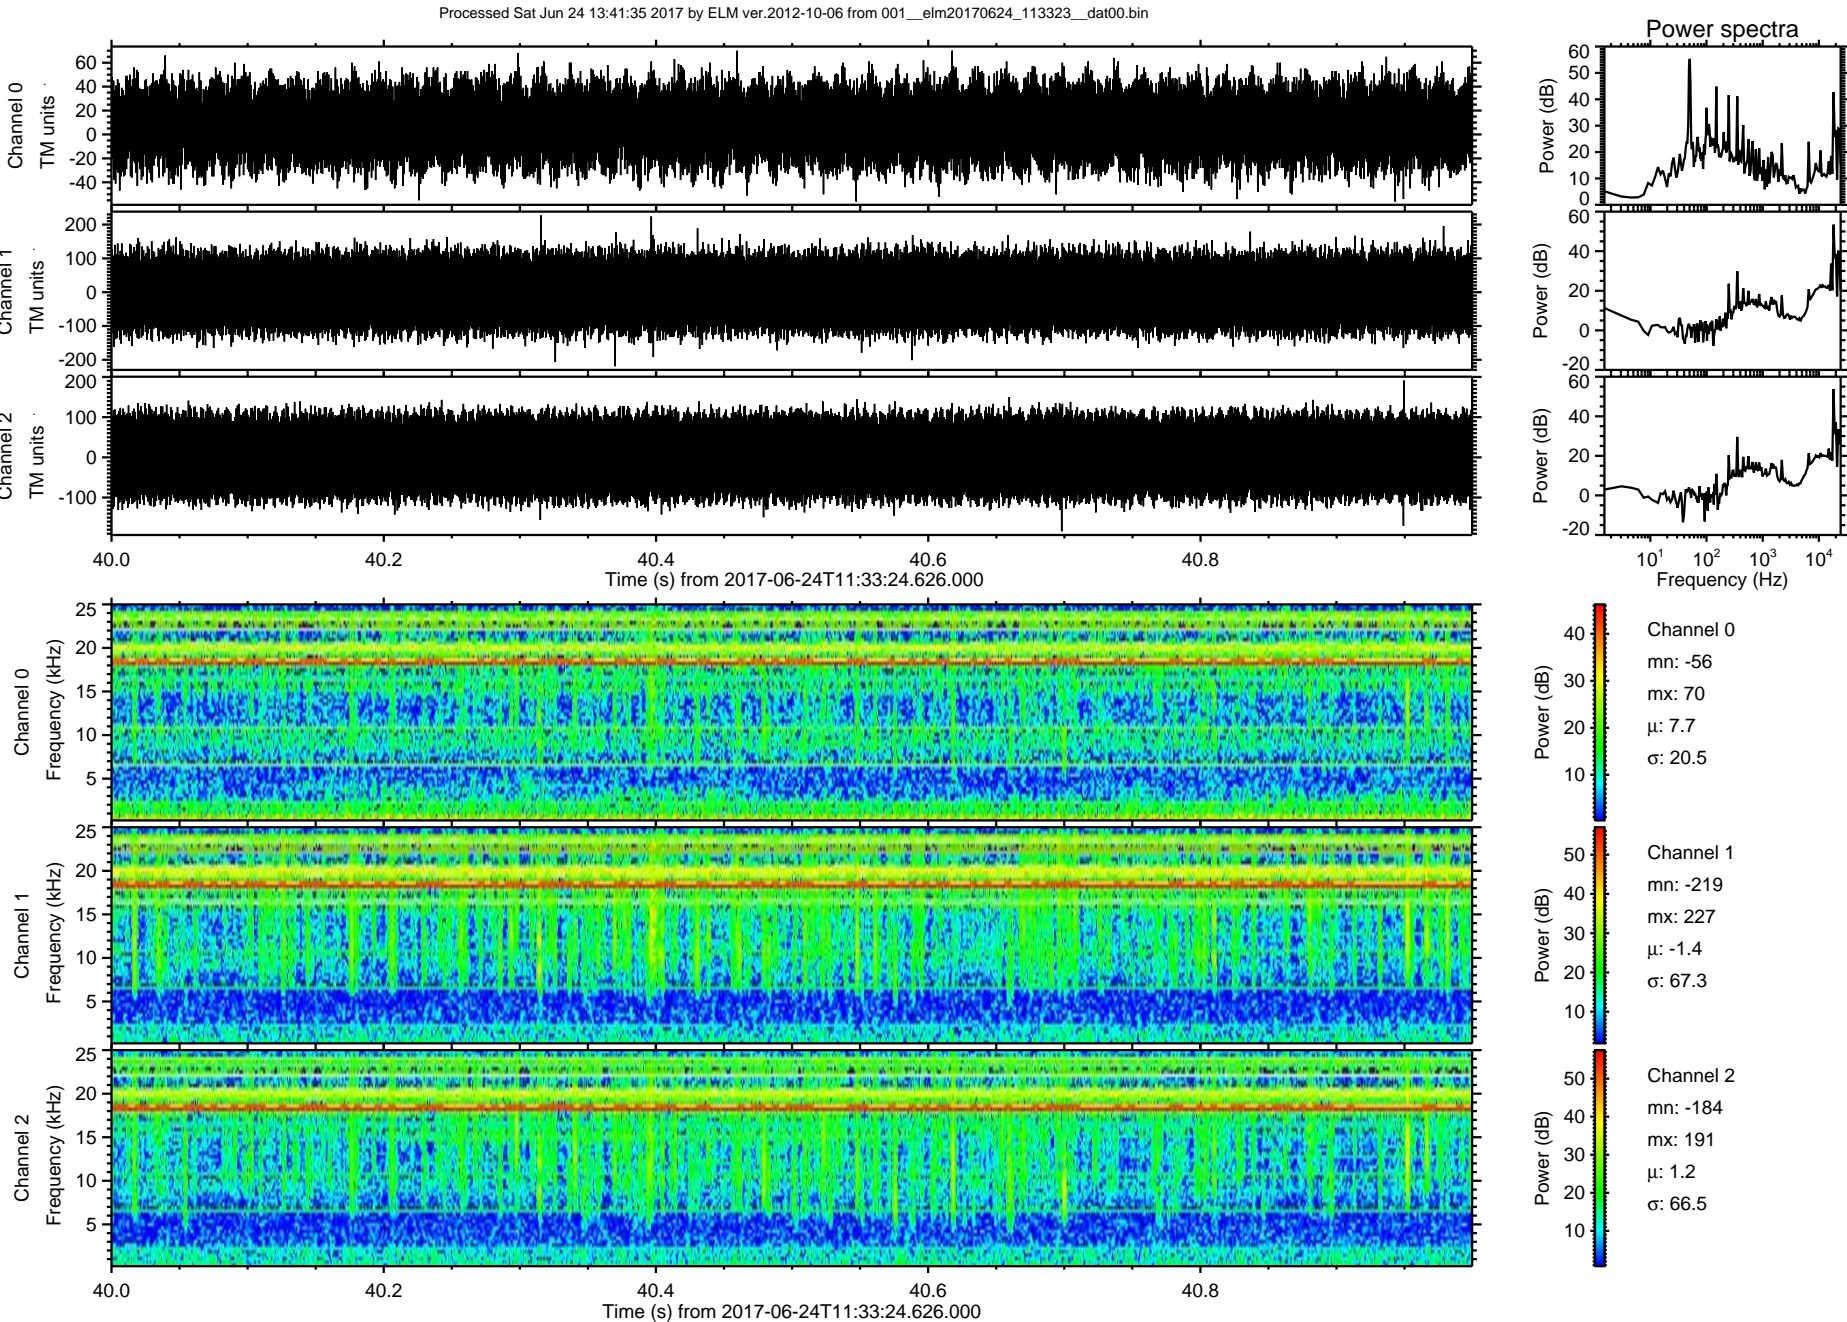 Processed Sat Jun 24 13:41:35 2017 by ELM ver.2012-10-06 from 001__elm20170624_113323__dat00.bin
Power spectra
Channel 0
TM units
60
40
20
0
-20
-40
Power (dB)
60
50
40
30
20
10
0
Channel 1
TM units
200
100
0
-100
-200
Power (dB)
60
40
20
0
-20
Channel 2
TM units
200
100
0
-100
Power (dB)
60
40
20
0
-20
40.0 40.2 40.4 40.6 40.8
Time (s) from 2017-06-24T11:33:24.626.000
10^1 10^2 10^3 10^4
Frequency (Hz)
Channel 0
Frequency (kHz)
25
20
15
10
5
Power (dB)
40
30
20
10
Channel 0
mn: -56
mx: 70
μ: 7.7
σ: 20.5
Channel 1
Frequency (kHz)
25
20
15
10
5
Power (dB)
50
40
30
20
10
Channel 1
mn: -219
mx: 227
μ: -1.4
σ: 67.3
Channel 2
Frequency (kHz)
25
20
15
10
5
Power (dB)
50
40
30
20
10
Channel 2
mn: -184
mx: 191
μ: 1.2
σ: 66.5
40.0 40.2 40.4 40.6 40.8
Time (s) from 2017-06-24T11:33:24.626.000